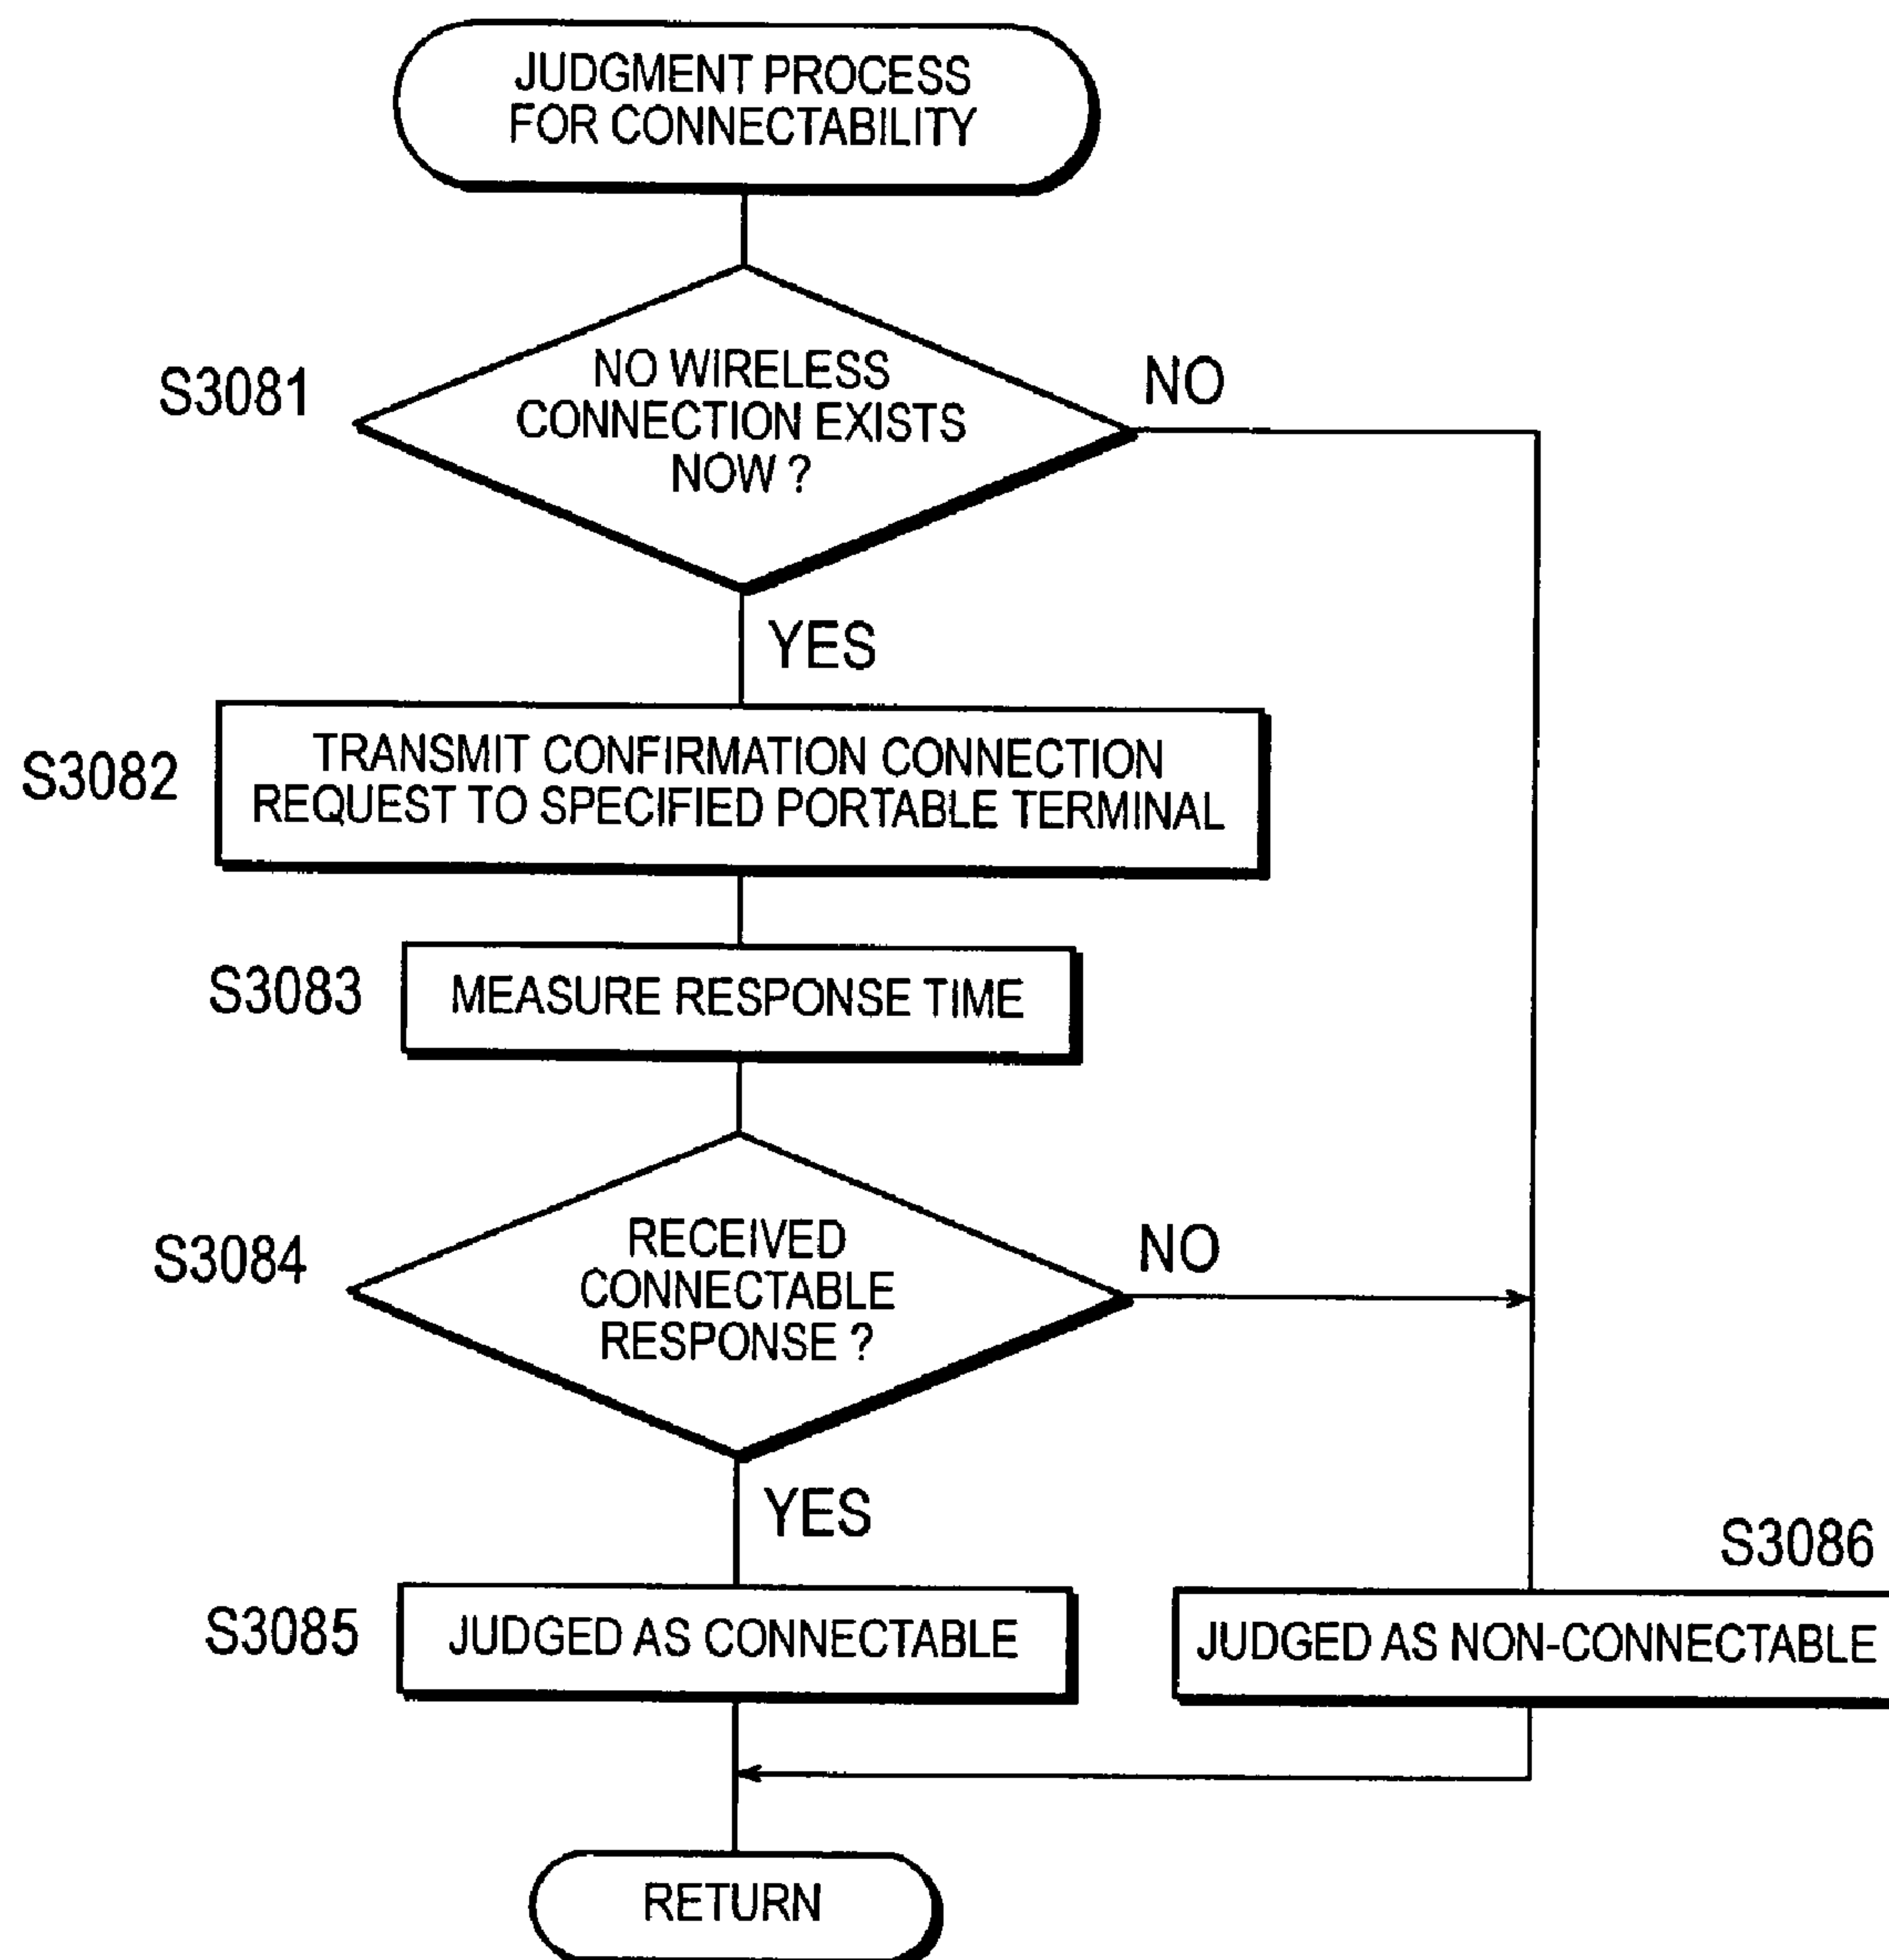 JUDGMENT PROCESS
FOR CONNECTABILITY
S3081
NO WIRELESS
CONNECTION EXISTS
NOW ?
NO
YES
S3082
TRANSMIT CONFIRMATION CONNECTION
REQUEST TO SPECIFIED PORTABLE TERMINAL
S3083
MEASURE RESPONSE TIME
S3084
RECEIVED
CONNECTABLE
RESPONSE ?
NO
YES
S3085
JUDGED AS CONNECTABLE
S3086
JUDGED AS NON-CONNECTABLE
RETURN